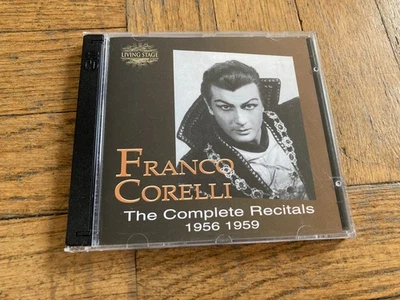 LIVING STAGE
FRANCO
CORELLI
The Complete Recitals
1956 1959